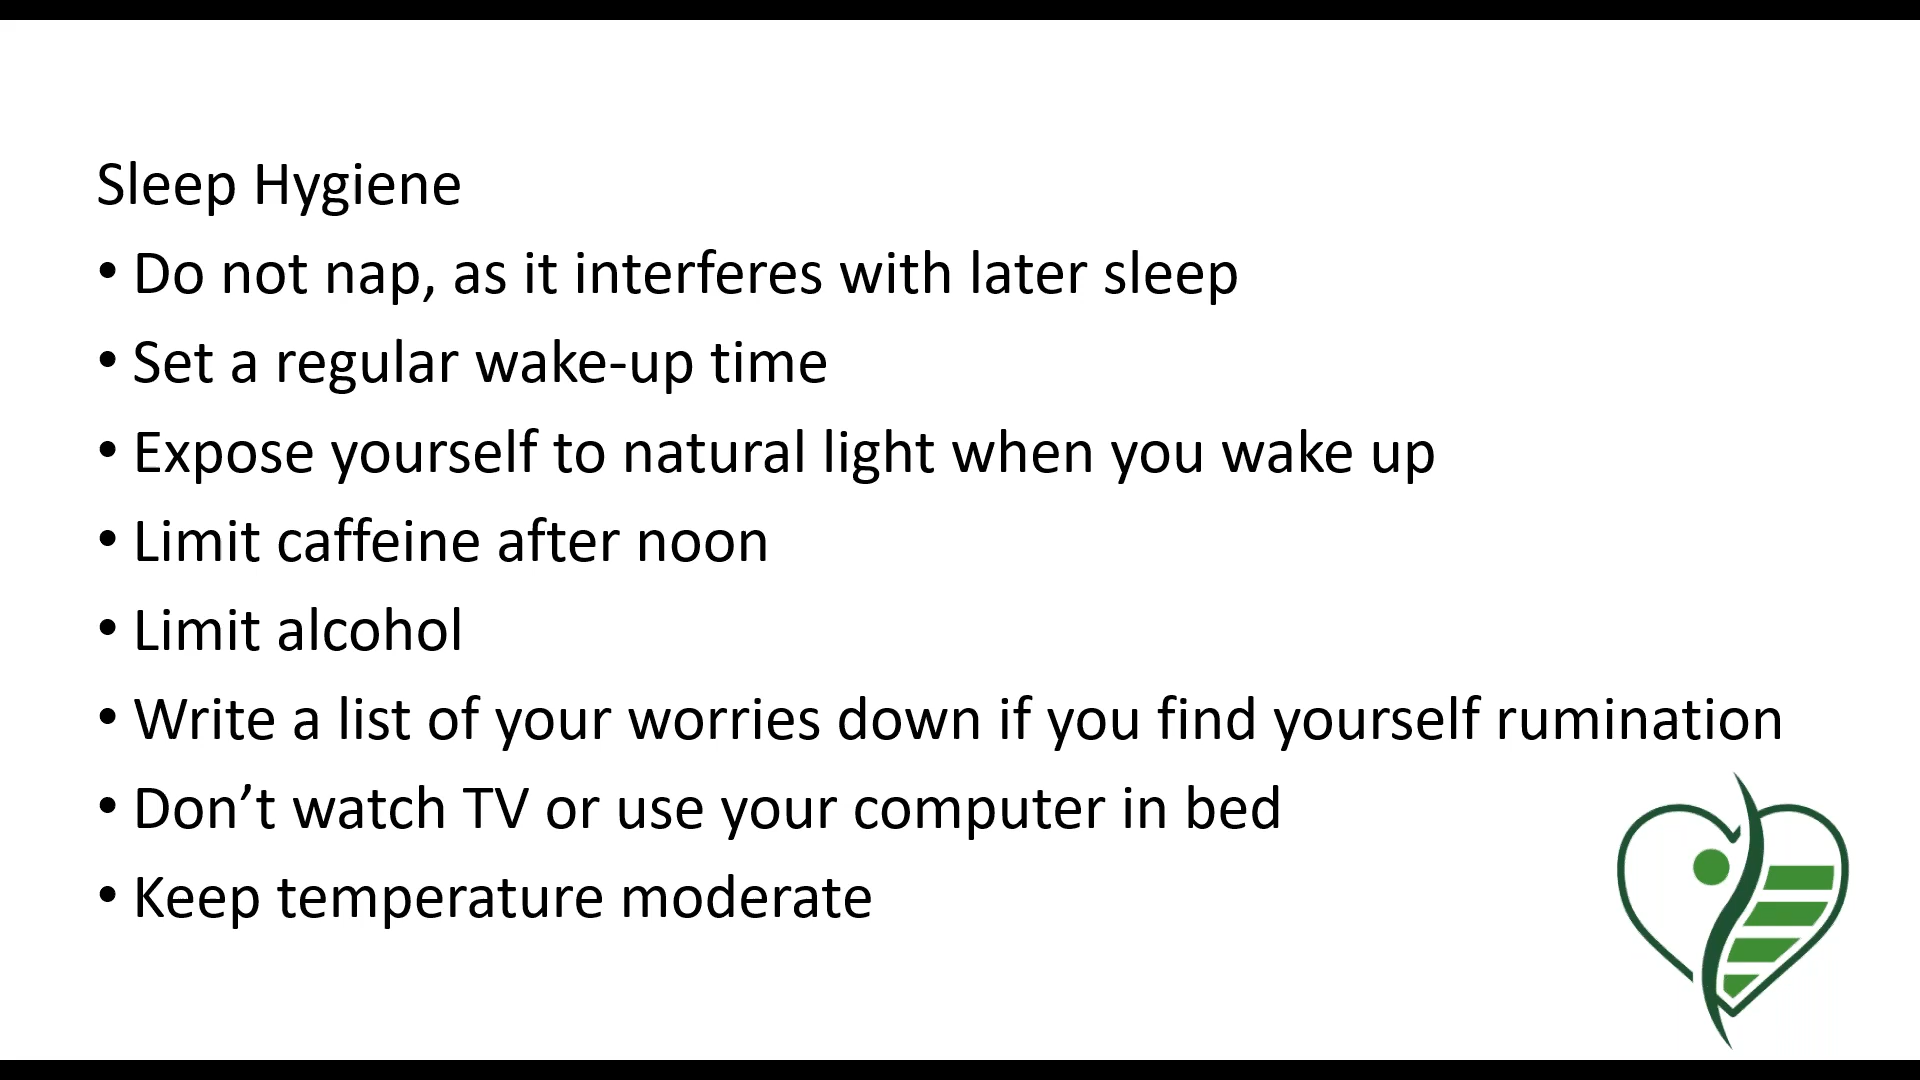 Sleep Hygiene
• Do not nap, as it interferes with later sleep
• Set a regular wake-up time
• Expose yourself to natural light when you wake up
• Limit caffeine after noon
• Limit alcohol
• Write a list of your worries down if you find yourself rumination
• Don’t watch TV or use your computer in bed
• Keep temperature moderate